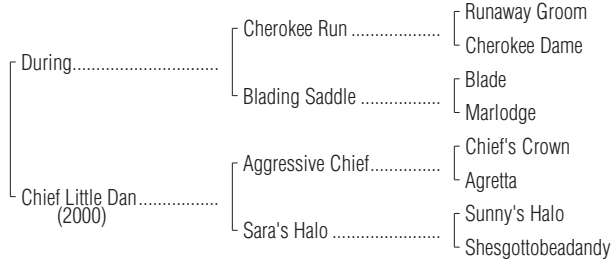 Runaway Groom
Cherokee Run ...................
Cherokee Dame
During...............................
Blade
Blading Saddle .................
Marlodge
Chief's Crown
Aggressive Chief...............
Agretta
Chief Little Dan.................
(2000)
Sunny's Halo
Sara's Halo .......................
Shesgottobeadandy